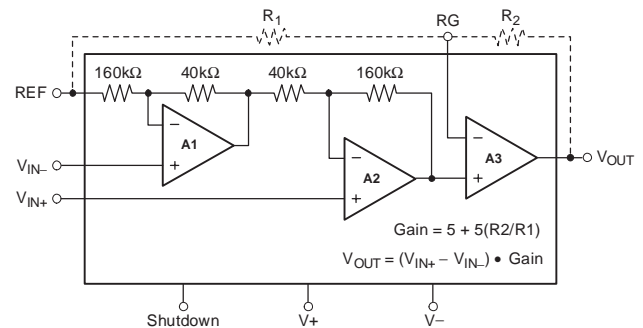 R1
RG
R2
160kΩ
40kΩ
40kΩ
160kΩ
REF
−
A1
+
−
A2
+
−
A3
+
VIN−
VIN+
VOUT
Gain = 5 + 5(R2/R1)
VOUT = (VIN+ − VIN−) • Gain
Shutdown
V+
V−